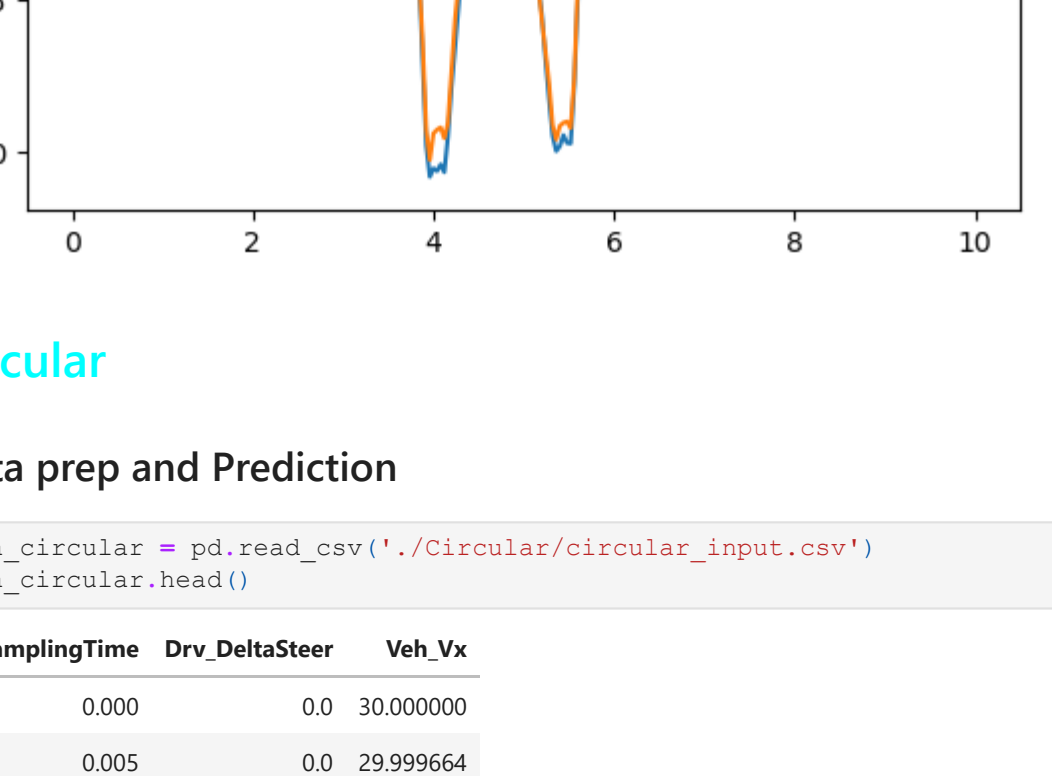 0 2 4 6 8 10
cular
ta prep and Prediction
_circular = pd.read_csv('./Circular/circular_input.csv')
_circular.head()
amplingTime Drv_DeltaSteer Veh_Vx
0.000 0.0 30.000000
0.005 0.0 29.999664